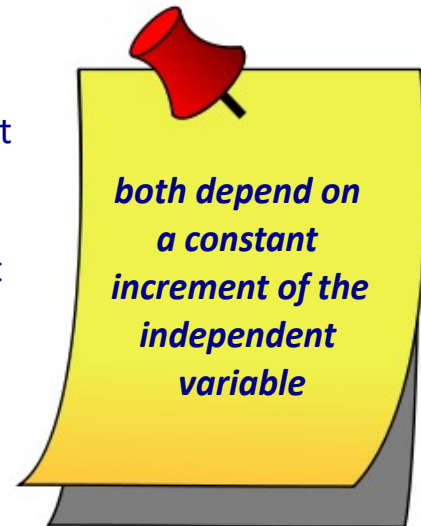 both depend on
a constant
increment of the
independent
variable